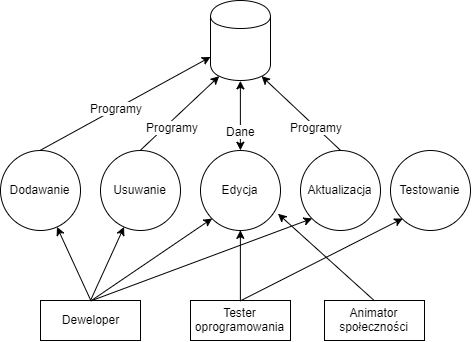 Programy
Programy
Dane
Programy
Dodawanie
Usuwanie
Edycja
Aktualizacja
Testowanie
Deweloper
Tester
oprogramowania
Animator
społeczności